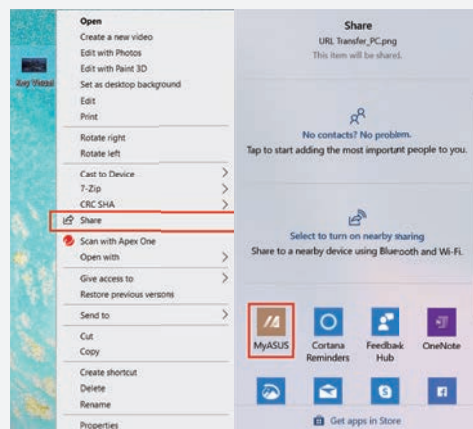 Open
Create a new video
Edit with Photos
Edit with Paint 3D
Set as desktop background
Edit
Print
Rotate right
Rotate left
Cast to Device
7-Zip
CRC SHA
Share
Scan with Apex One
Open with
Give access to
Restore previous versons
Send to
Cut
Copy
Create shortcut
Delete
Rename
Properties
Share
URL Transfer_PC.png
This item will be shared.
No contacts? No problem.
Tap to start adding the most important people to you.
Select to turn on nearby sharing
Share to a nearby device using Bluetooth and Wi-Fi.
MyASUS
Cortana Reminders
Feedback Hub
OneNote
Get apps in Store